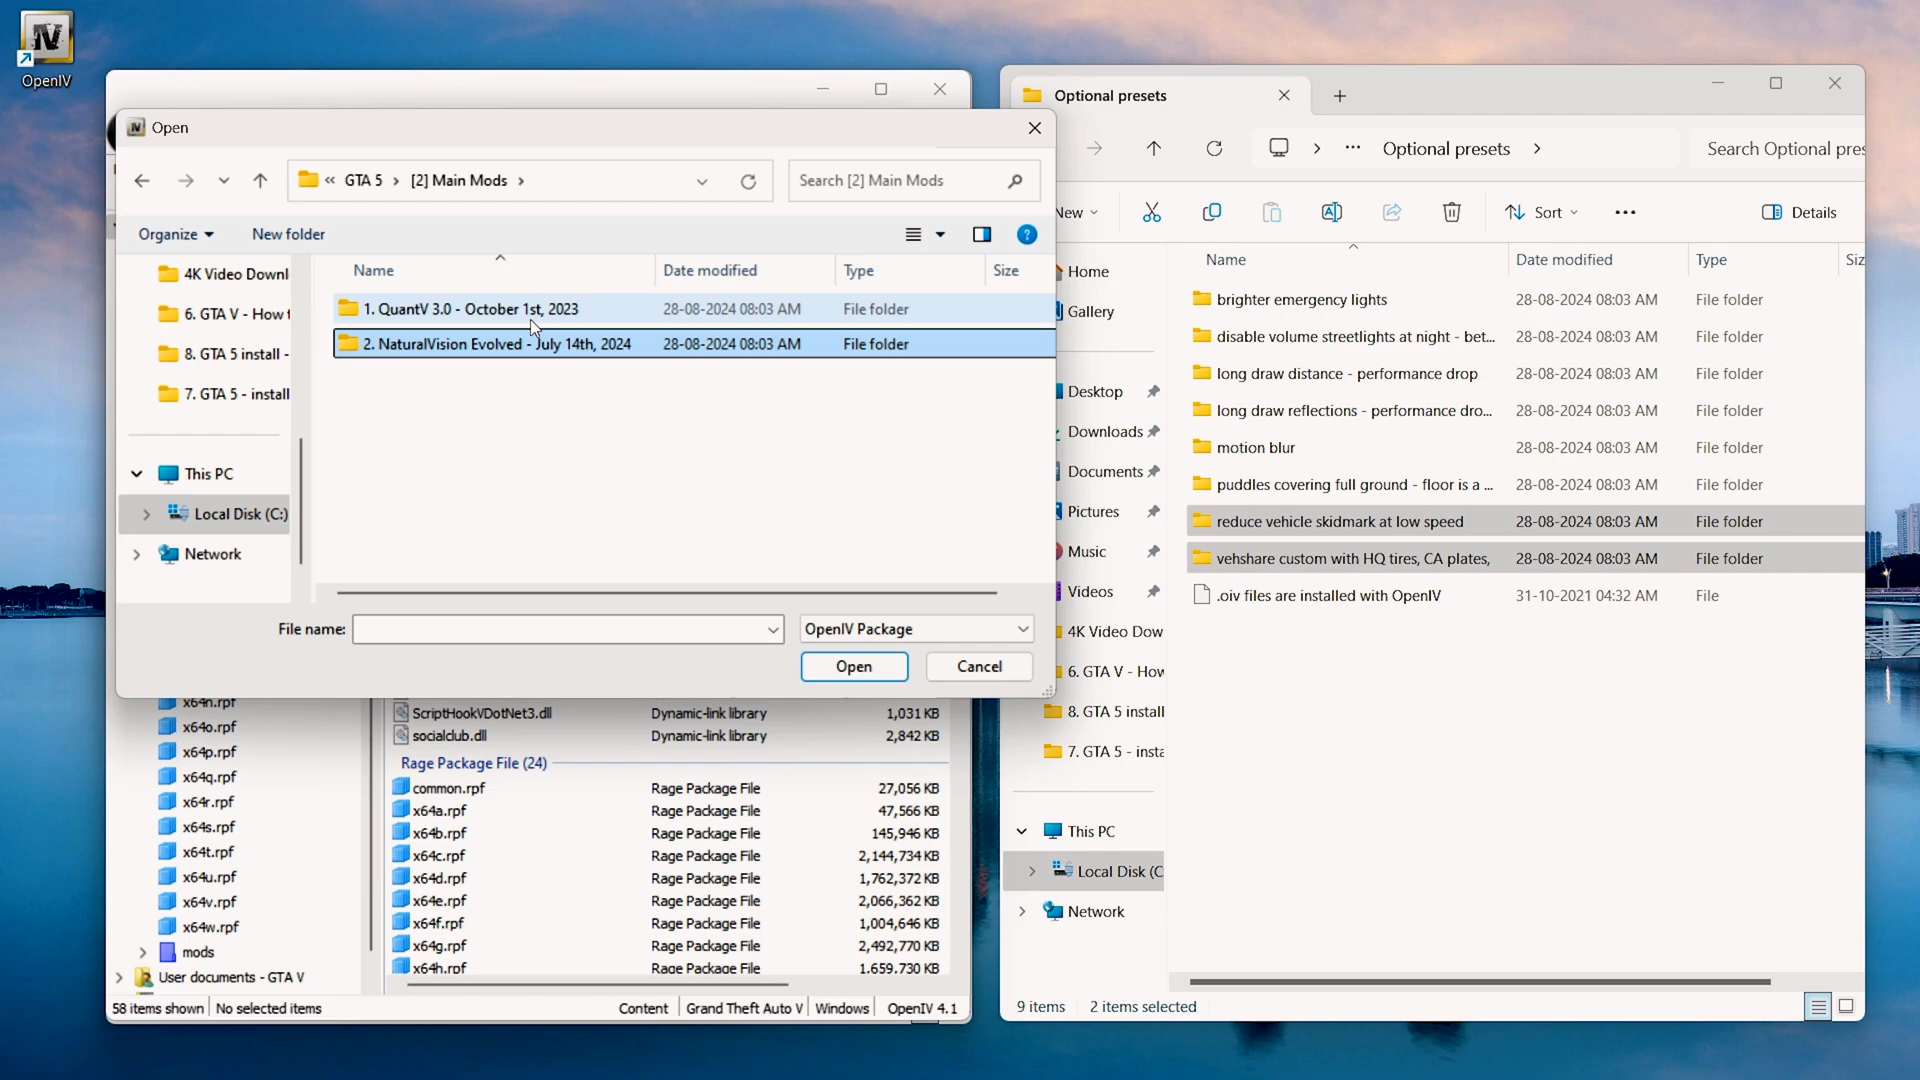 OpenIV
Open
« GTA 5 > [2] Main Mods >
Search [2] Main Mods
Organize
New folder
Name
Date modified
Type
Size
4K Video Downl
6. GTA V - How t
8. GTA 5 install -
7. GTA 5 - install
This PC
Local Disk (C:)
Network
1. QuantV 3.0 - October 1st, 2023
28-08-2024 08:03 AM
File folder
2. NaturalVision Evolved - July 14th, 2024
28-08-2024 08:03 AM
File folder
File name:
OpenIV Package
Open
Cancel
x64n.rpf
x64o.rpf
x64p.rpf
x64q.rpf
x64r.rpf
x64s.rpf
x64t.rpf
x64u.rpf
x64v.rpf
x64w.rpf
mods
User documents - GTA V
ScriptHookVDotNet3.dll
Dynamic-link library
1,031 KB
socialclub.dll
Dynamic-link library
2,842 KB
Rage Package File (24)
common.rpf
Rage Package File
27,056 KB
x64a.rpf
Rage Package File
47,566 KB
x64b.rpf
Rage Package File
145,946 KB
x64c.rpf
Rage Package File
2,144,734 KB
x64d.rpf
Rage Package File
1,762,372 KB
x64e.rpf
Rage Package File
2,066,362 KB
x64f.rpf
Rage Package File
1,004,646 KB
x64g.rpf
Rage Package File
2,492,770 KB
x64h.rpf
Rage Package File
1,659,730 KB
58 items shown
No selected items
Content
Grand Theft Auto V
Windows
OpenIV 4.1
Optional presets
Optional presets
Search Optional pres
New
Sort
Details
Name
Date modified
Type
Siz
Home
Gallery
Desktop
Downloads
Documents
Pictures
Music
Videos
4K Video Dow
6. GTA V - How
8. GTA 5 install
7. GTA 5 - insta
This PC
Local Disk (C
Network
brighter emergency lights
28-08-2024 08:03 AM
File folder
disable volume streetlights at night - bet...
28-08-2024 08:03 AM
File folder
long draw distance - performance drop
28-08-2024 08:03 AM
File folder
long draw reflections - performance dro...
28-08-2024 08:03 AM
File folder
motion blur
28-08-2024 08:03 AM
File folder
puddles covering full ground - floor is a ...
28-08-2024 08:03 AM
File folder
reduce vehicle skidmark at low speed
28-08-2024 08:03 AM
File folder
vehshare custom with HQ tires, CA plates,
28-08-2024 08:03 AM
File folder
.oiv files are installed with OpenIV
31-10-2021 04:32 AM
File
9 items
2 items selected